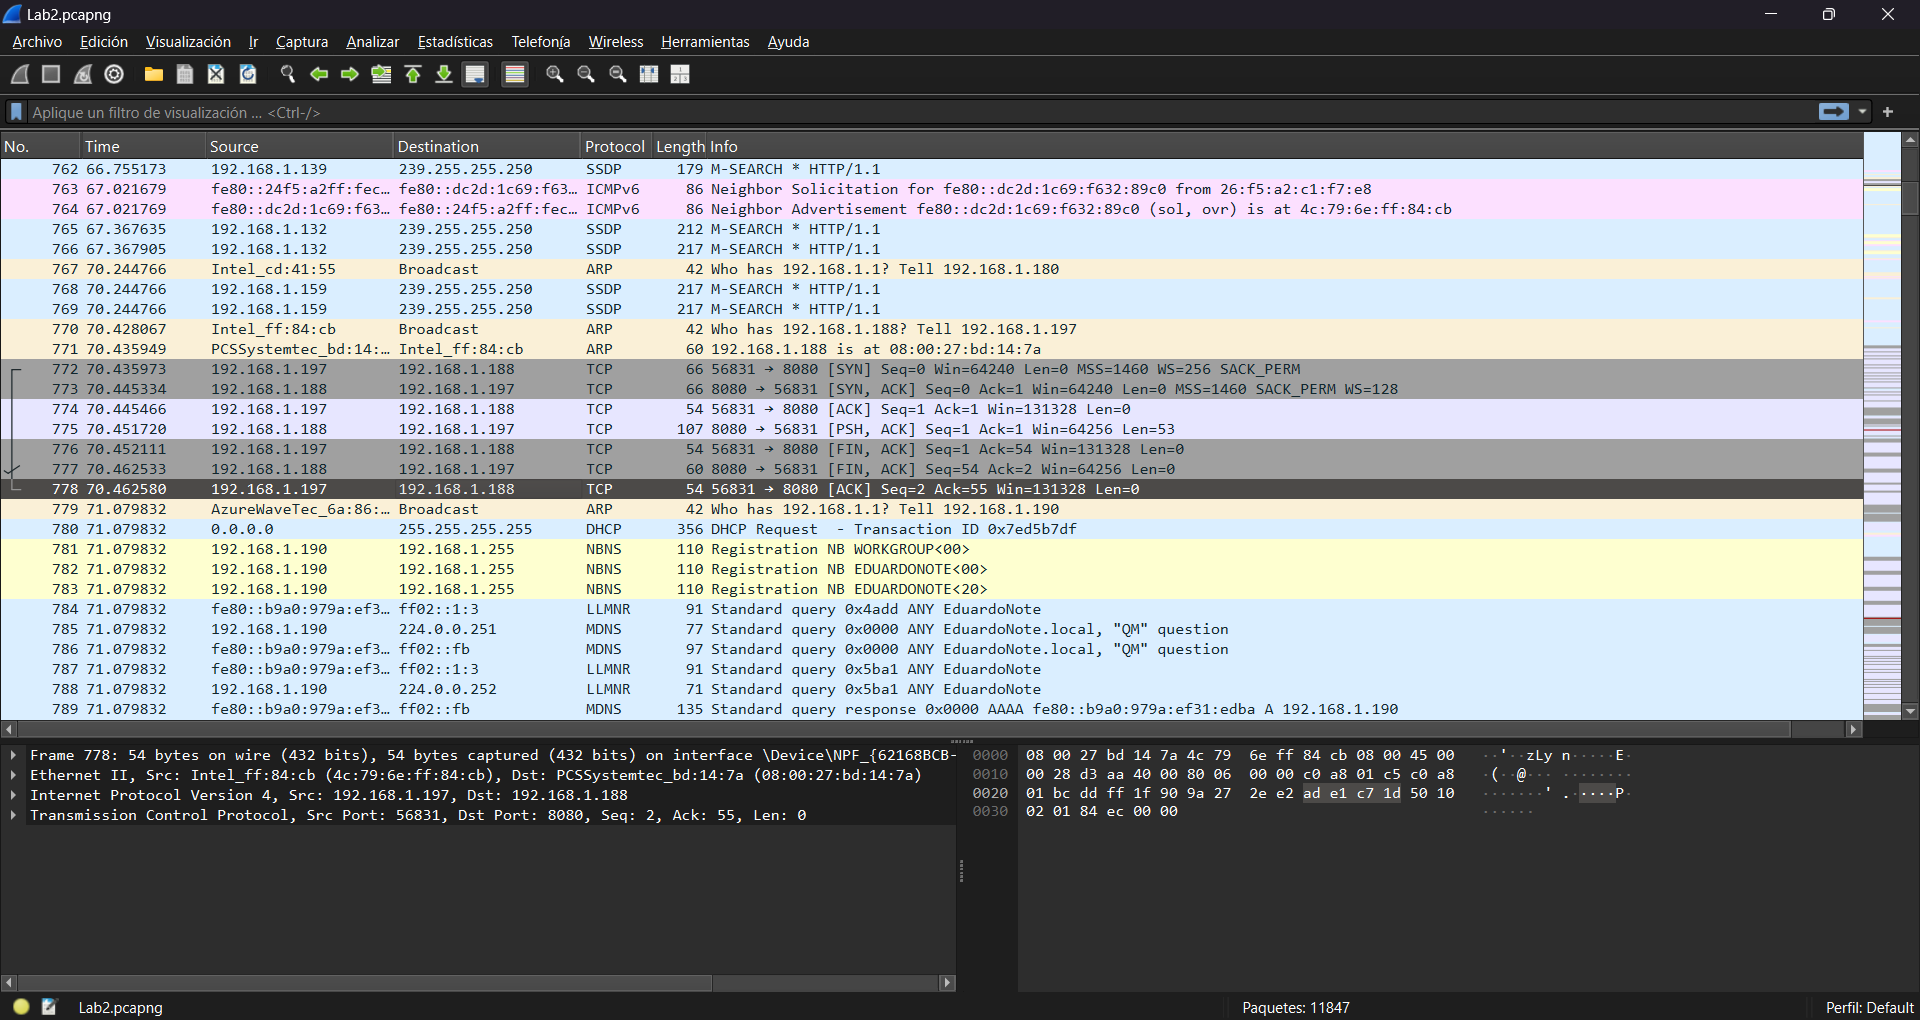 Lab2.pcapng
Archivo Edición Visualización Ir Captura Analizar Estadísticas Telefonía Wireless Herramientas Ayuda
Aplique un filtro de visualización ... <Ctrl-/>
No. Time Source Destination Protocol Length Info
762 66.755173 192.168.1.139 239.255.255.250 SSDP 179 M-SEARCH * HTTP/1.1
763 67.021679 fe80::24f5:a2ff:fec… fe80::dc2d:1c69:f63… ICMPv6 86 Neighbor Solicitation for fe80::dc2d:1c69:f632:89c0 from 26:f5:a2:c1:f7:e8
764 67.021769 fe80::dc2d:1c69:f63… fe80::24f5:a2ff:fec… ICMPv6 86 Neighbor Advertisement fe80::dc2d:1c69:f632:89c0 (sol, ovr) is at 4c:79:6e:ff:84:cb
765 67.367635 192.168.1.132 239.255.255.250 SSDP 212 M-SEARCH * HTTP/1.1
766 67.367905 192.168.1.132 239.255.255.250 SSDP 217 M-SEARCH * HTTP/1.1
767 70.244766 Intel_cd:41:55 Broadcast ARP 42 Who has 192.168.1.1? Tell 192.168.1.180
768 70.244766 192.168.1.159 239.255.255.250 SSDP 217 M-SEARCH * HTTP/1.1
769 70.244766 192.168.1.159 239.255.255.250 SSDP 217 M-SEARCH * HTTP/1.1
770 70.428067 Intel_ff:84:cb Broadcast ARP 42 Who has 192.168.1.188? Tell 192.168.1.197
771 70.435949 PCSSystemtec_bd:14:… Intel_ff:84:cb ARP 60 192.168.1.188 is at 08:00:27:bd:14:7a
772 70.435973 192.168.1.197 192.168.1.188 TCP 66 56831 → 8080 [SYN] Seq=0 Win=64240 Len=0 MSS=1460 WS=256 SACK_PERM
773 70.445334 192.168.1.188 192.168.1.197 TCP 66 8080 → 56831 [SYN, ACK] Seq=0 Ack=1 Win=64240 Len=0 MSS=1460 SACK_PERM WS=128
774 70.445466 192.168.1.197 192.168.1.188 TCP 54 56831 → 8080 [ACK] Seq=1 Ack=1 Win=131328 Len=0
775 70.451720 192.168.1.188 192.168.1.197 TCP 107 8080 → 56831 [PSH, ACK] Seq=1 Ack=1 Win=64256 Len=53
776 70.452111 192.168.1.197 192.168.1.188 TCP 54 56831 → 8080 [FIN, ACK] Seq=1 Ack=54 Win=131328 Len=0
777 70.462533 192.168.1.188 192.168.1.197 TCP 60 8080 → 56831 [FIN, ACK] Seq=54 Ack=2 Win=64256 Len=0
778 70.462580 192.168.1.197 192.168.1.188 TCP 54 56831 → 8080 [ACK] Seq=2 Ack=55 Win=131328 Len=0
779 71.079832 AzureWaveTec_6a:86:… Broadcast ARP 42 Who has 192.168.1.1? Tell 192.168.1.190
780 71.079832 0.0.0.0 255.255.255.255 DHCP 356 DHCP Request - Transaction ID 0x7ed5b7df
781 71.079832 192.168.1.190 192.168.1.255 NBNS 110 Registration NB WORKGROUP<00>
782 71.079832 192.168.1.190 192.168.1.255 NBNS 110 Registration NB EDUARDONOTE<00>
783 71.079832 192.168.1.190 192.168.1.255 NBNS 110 Registration NB EDUARDONOTE<20>
784 71.079832 fe80::b9a0:979a:ef3… ff02::1:3 LLMNR 91 Standard query 0x4add ANY EduardoNote
785 71.079832 192.168.1.190 224.0.0.251 MDNS 77 Standard query 0x0000 ANY EduardoNote.local, "QM" question
786 71.079832 fe80::b9a0:979a:ef3… ff02::fb MDNS 97 Standard query 0x0000 ANY EduardoNote.local, "QM" question
787 71.079832 fe80::b9a0:979a:ef3… ff02::1:3 LLMNR 91 Standard query 0x5ba1 ANY EduardoNote
788 71.079832 192.168.1.190 224.0.0.252 LLMNR 71 Standard query 0x5ba1 ANY EduardoNote
789 71.079832 fe80::b9a0:979a:ef3… ff02::fb MDNS 135 Standard query response 0x0000 AAAA fe80::b9a0:979a:ef31:edba A 192.168.1.190
Frame 778: 54 bytes on wire (432 bits), 54 bytes captured (432 bits) on interface \Device\NPF_{62168BCB-
Ethernet II, Src: Intel_ff:84:cb (4c:79:6e:ff:84:cb), Dst: PCSSystemtec_bd:14:7a (08:00:27:bd:14:7a)
Internet Protocol Version 4, Src: 192.168.1.197, Dst: 192.168.1.188
Transmission Control Protocol, Src Port: 56831, Dst Port: 8080, Seq: 2, Ack: 55, Len: 0
0000 08 00 27 bd 14 7a 4c 79 6e ff 84 cb 08 00 45 00 ··'··zLy n·····E·
0010 00 28 d3 aa 40 00 80 06 00 00 c0 a8 01 c5 c0 a8 ·(··@··· ········
0020 01 bc dd ff 1f 90 9a 27 2e e2 ad e1 c7 1d 50 10 ·······' .·····P·
0030 02 01 84 ec 00 00 ······
Lab2.pcapng
Paquetes: 11847
Perfil: Default